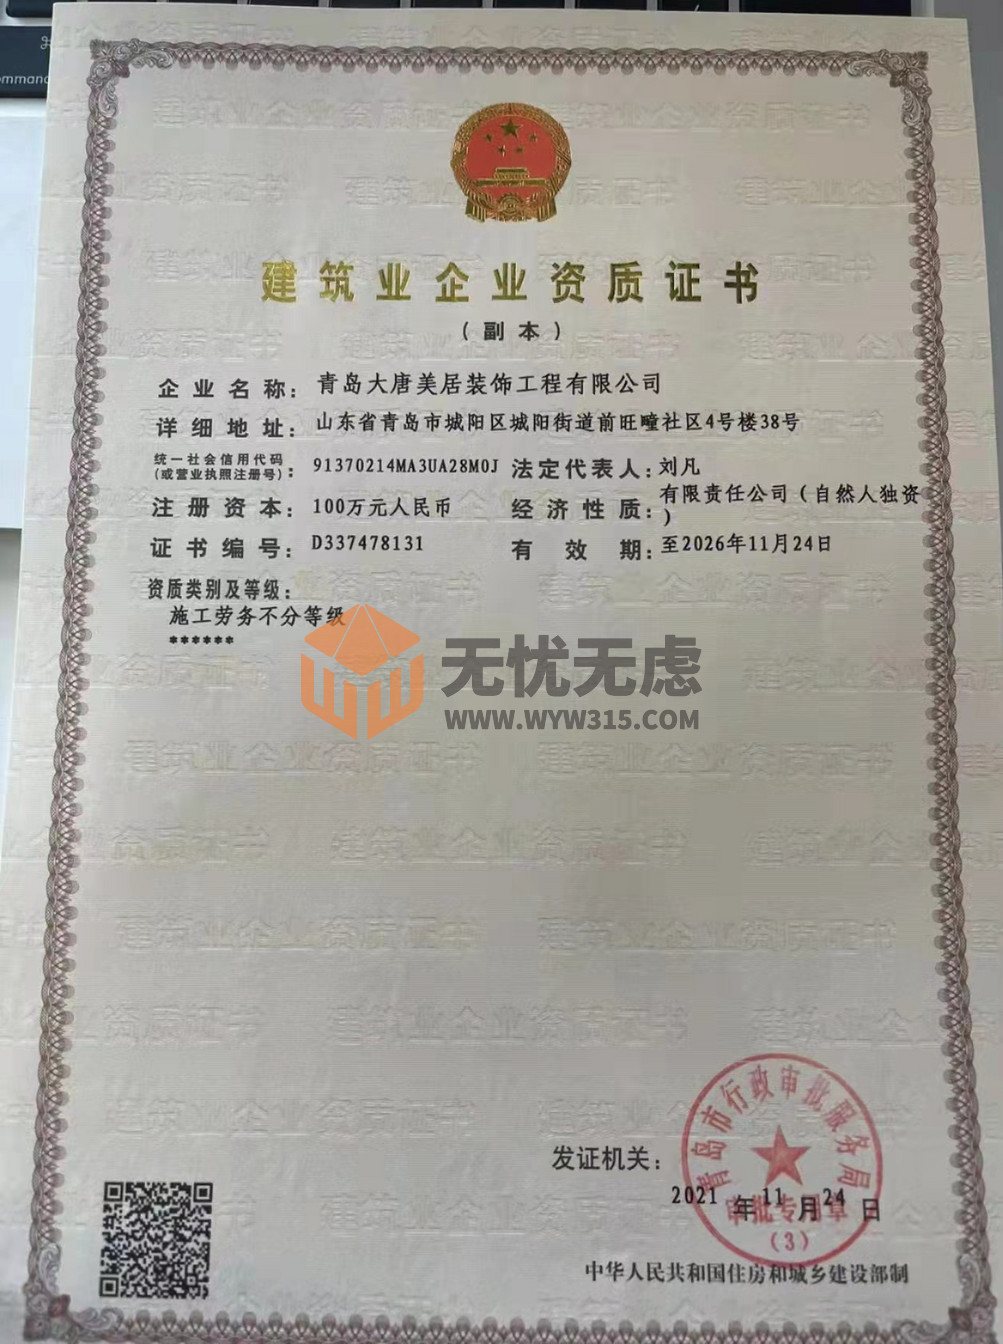 command
建筑业企业资质证书
（副本）
企业名称：青岛大唐美居装饰工程有限公司
详细地址：山东省青岛市城阳区城阳街道前旺疃社区4号楼38号
统一社会信用代码
（或营业执照注册号）：91370214MA3UA28M0J 法定代表人：刘凡
注册资本：100万元人民币 经济性质：有限责任公司（自然人独资
）
证书编号：D337478131 有效期：至2026年11月24日
资质类别及等级：
施工劳务不分等级
******
无忧无虑
WWW.WYW315.COM
青岛市行政审批服务局
发证机关：
2021年11月24日
审批专用章
（3）
中华人民共和国住房和城乡建设部制